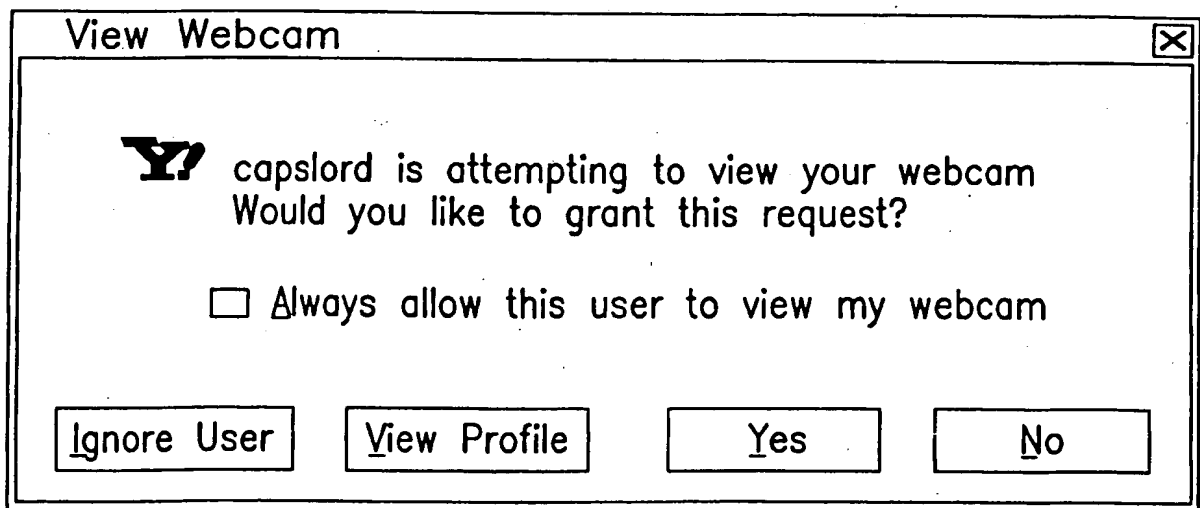 View Webcam
Y! capslord is attempting to view your webcam
Would you like to grant this request?
Always allow this user to view my webcam
Ignore User View Profile Yes No